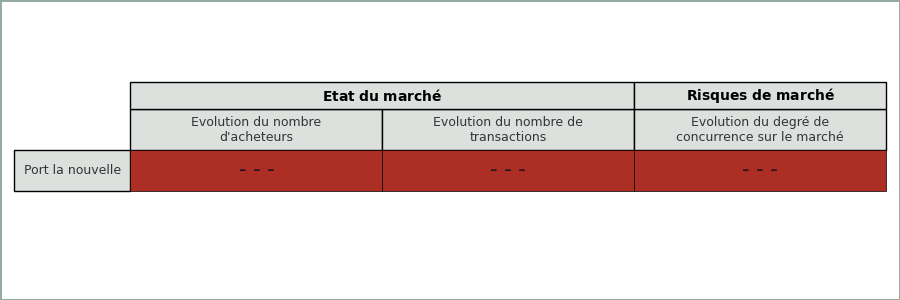 Etat du marché
Risques de marché
Evolution du nombre
d'acheteurs
Evolution du nombre de
transactions
Evolution du degré de
concurrence sur le marché
Port la nouvelle
– – –
– – –
– – –